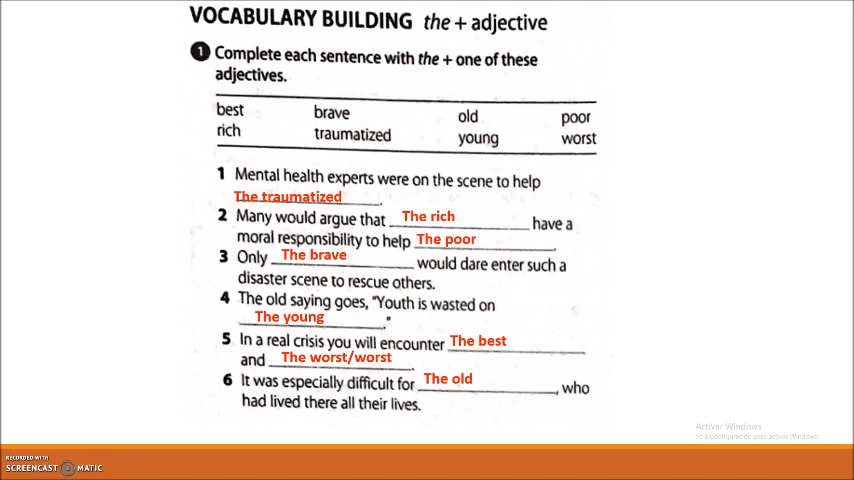 VOCABULARY BUILDING the + adjective
1 Complete each sentence with the + one of these
adjectives.
best brave old poor
rich traumatized young worst
1 Mental health experts were on the scene to help
The traumatized.
2 Many would argue that The rich have a
moral responsibility to help The poor.
3 Only The brave would dare enter such a
disaster scene to rescue others.
4 The old saying goes, "Youth is wasted on
The young."
5 In a real crisis you will encounter The best
and The worst/worst.
6 It was especially difficult for The old, who
had lived there all their lives.
Activar Windows
Ve a Configuración para activar Windows.
RECORDED WITH
SCREENCAST MATIC